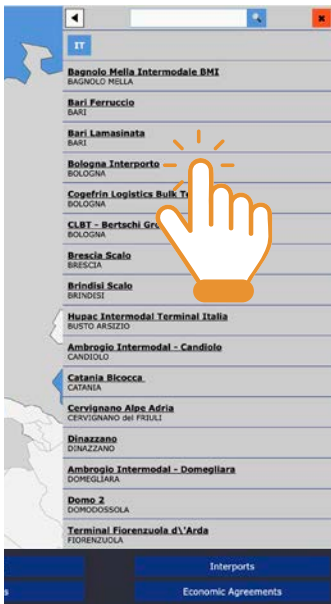 IT
Bagnolo Mella Intermodale BMI
BAGNOLO MELLA
Bari Ferruccio
BARI
Bari Lamasinata
BARI
Bologna Interporto
BOLOGNA
Cogefrin Logistics Bulk
BOLOGNA
CLBT - Bertschi
BOLOGNA
Brescia Scalo
BRESCIA
Brindisi Scalo
BRINDISI
Hupac Intermodal Terminal Italia
BUSTO ARSIZIO
Ambrogio Intermodal - Candiolo
CANDIOLO
Catania Bicocca
CATANIA
Cervignano Alpe Adria
CERVIGNANO del FRIULI
Dinazzano
DINAZZANO
Ambrogio Intermodal - Domegliara
DOMEGLIARA
Domo 2
DOMODOSSOLA
Terminal Fiorenzuola d\'Arda
FIORENZUOLA
Interports
s Economic Agreements